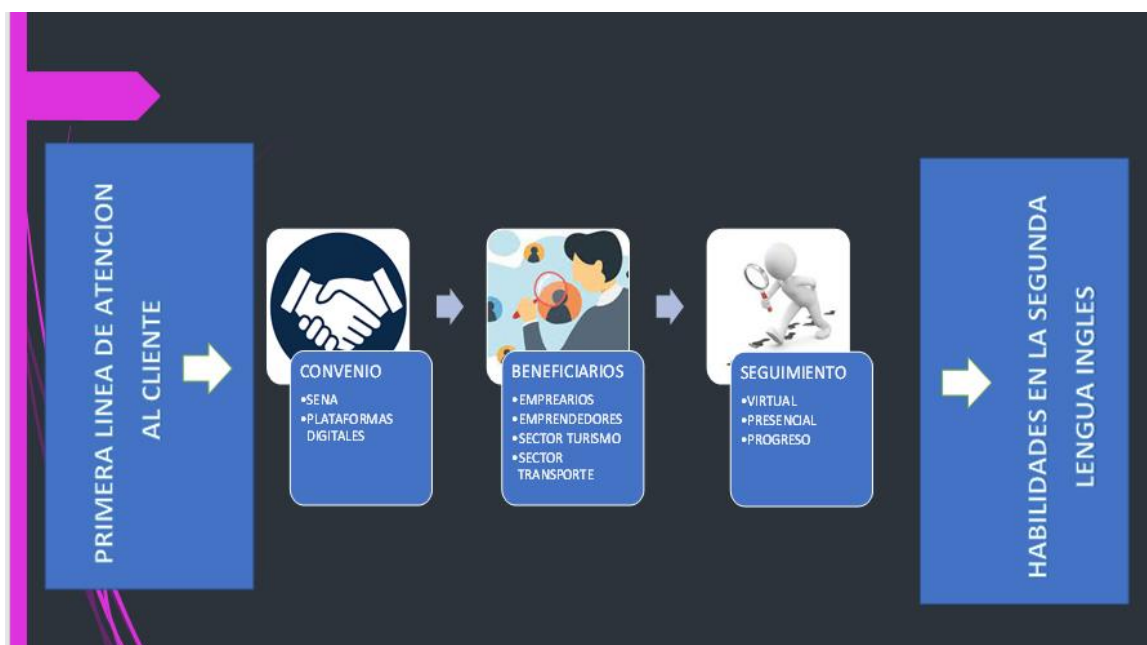 PRIMERA LINEA DE ATENCION
AL CLIENTE
CONVENIO
•SENA
•PLATAFORMAS
DIGITALES
BENEFICIARIOS
•EMPREARIOS
•EMPRENDEDORES
•SECTOR TURISMO
•SECTOR
TRANSPORTE
SEGUIMIENTO
•VIRTUAL
•PRESENCIAL
•PROGRESO
HABILIDADES EN LA SEGUNDA
LENGUA INGLES